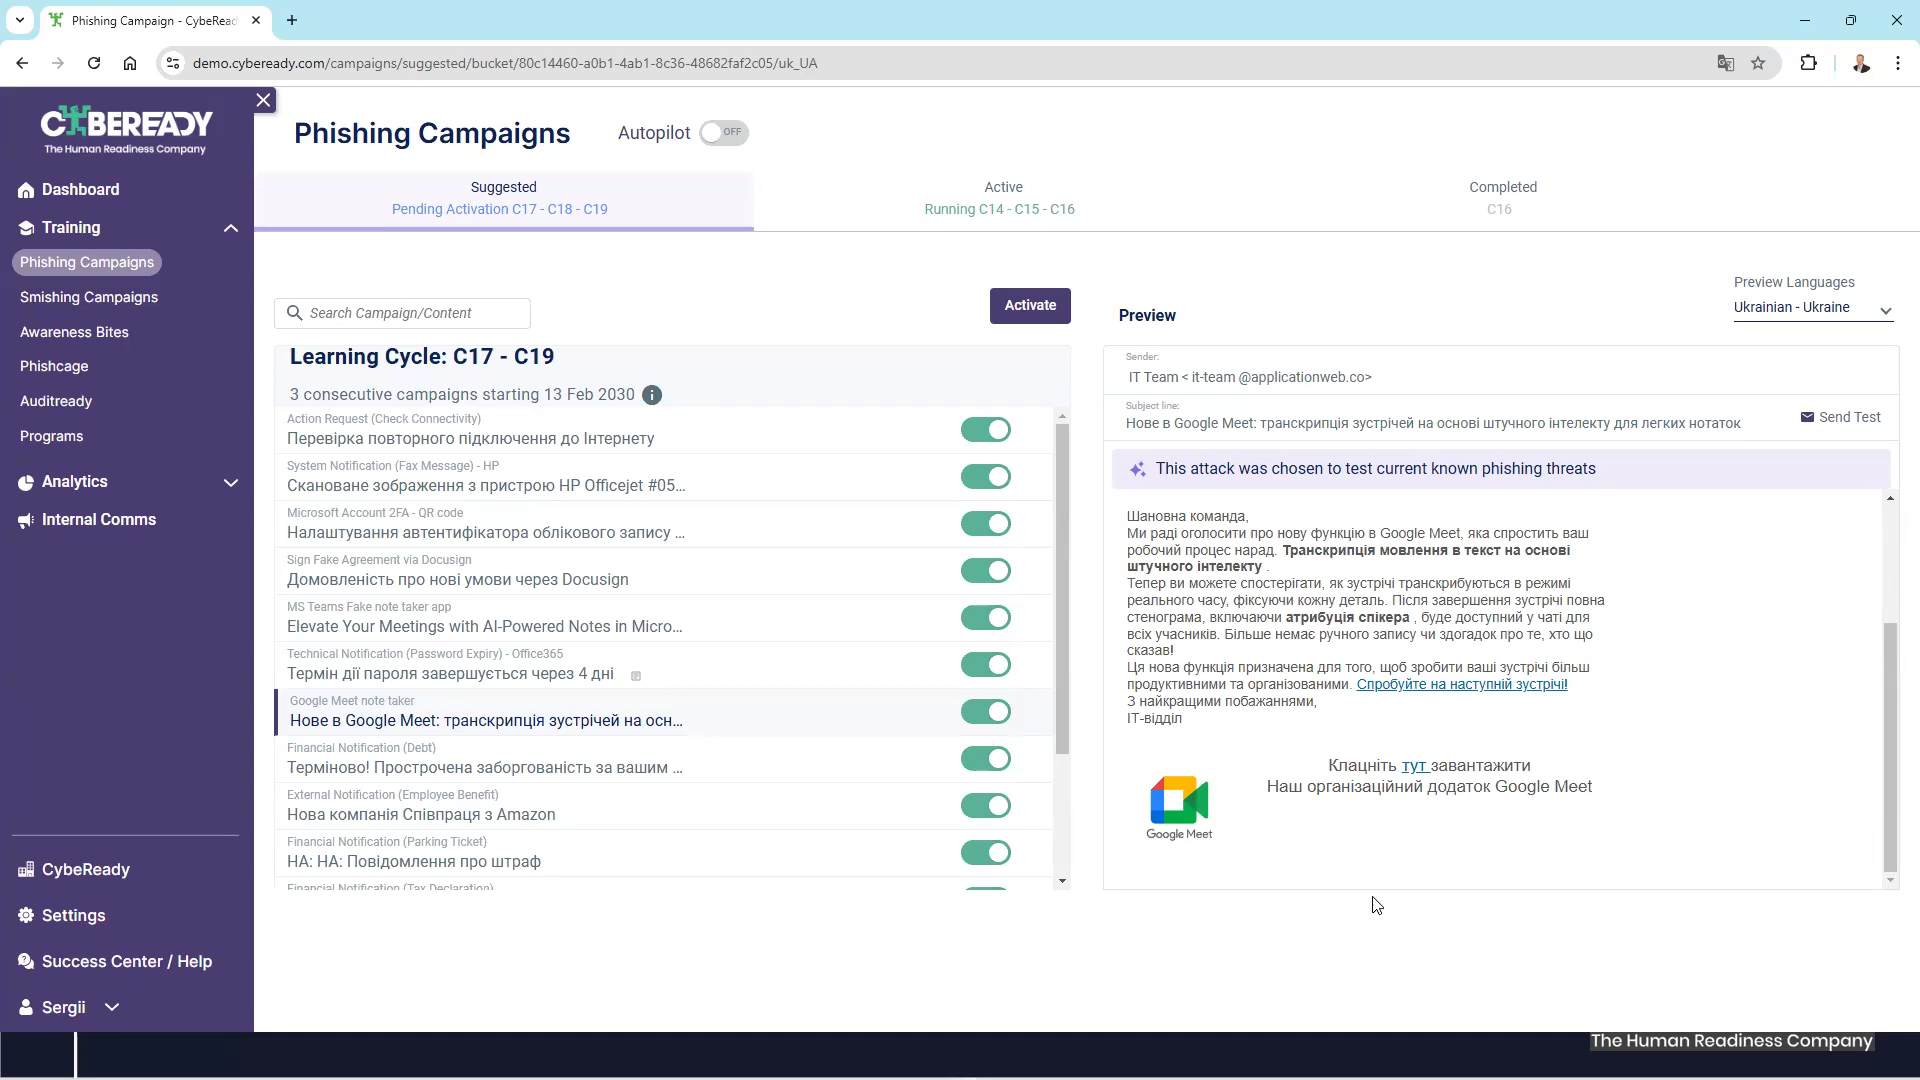 Phishing Campaign - CybeRead
demo.cybeready.com/campaigns/suggested/bucket/80c14460-a0b1-4ab1-8c36-48682faf2c05/uk_UA
CYBEREADY
The Human Readiness Company
Dashboard
Training
Phishing Campaigns
Smishing Campaigns
Awareness Bites
Phishcage
Auditready
Programs
Analytics
Internal Comms
CybeReady
Settings
Success Center / Help
Sergii
Phishing Campaigns
Autopilot OFF
Suggested
Pending Activation C17 - C18 - C19
Active
Running C14 - C15 - C16
Completed
C16
Search Campaign/Content
Activate
Learning Cycle: C17 - C19
3 consecutive campaigns starting 13 Feb 2030
Action Request (Check Connectivity)
Перевірка повторного підключення до Інтернету
System Notification (Fax Message) - HP
Скановане зображення з пристрою HP Officejet #05...
Microsoft Account 2FA - QR code
Налаштування автентифікатора облікового запису ...
Sign Fake Agreement via Docusign
Домовленість про нові умови через Docusign
MS Teams Fake note taker app
Elevate Your Meetings with AI-Powered Notes in Micro...
Technical Notification (Password Expiry) - Office365
Термін дії пароля завершується через 4 дні
Google Meet note taker
Нове в Google Meet: транскрипція зустрічей на осн...
Financial Notification (Debt)
Терміново! Прострочена заборгованість за вашим ...
External Notification (Employee Benefit)
Нова компанія Співпраця з Amazon
Financial Notification (Parking Ticket)
НА: НА: Повідомлення про штраф
Financial Notification (Tax Declaration)
Preview
Preview Languages
Ukrainian - Ukraine
Sender:
IT Team < it-team @applicationweb.co>
Subject line:
Нове в Google Meet: транскрипція зустрічей на основі штучного інтелекту для легких нотаток
Send Test
This attack was chosen to test current known phishing threats
Шановна команда,
Ми раді оголосити про нову функцію в Google Meet, яка спростить ваш
робочий процес нарад. Транскрипція мовлення в текст на основі
штучного інтелекту .
Тепер ви можете спостерігати, як зустрічі транскрибуються в режимі
реального часу, фіксуючи кожну деталь. Після завершення зустрічі повна
стенограма, включаючи атрибуція спікера , буде доступний у чаті для
всіх учасників. Більше немає ручного запису чи здогадок про те, хто що
сказав!
Ця нова функція призначена для того, щоб зробити ваші зустрічі більш
продуктивними та організованими. Спробуйте на наступній зустрічі!
З найкращими побажаннями,
ІТ-відділ
Клацніть тут завантажити
Наш організаційний додаток Google Meet
Google Meet
The Human Readiness Company